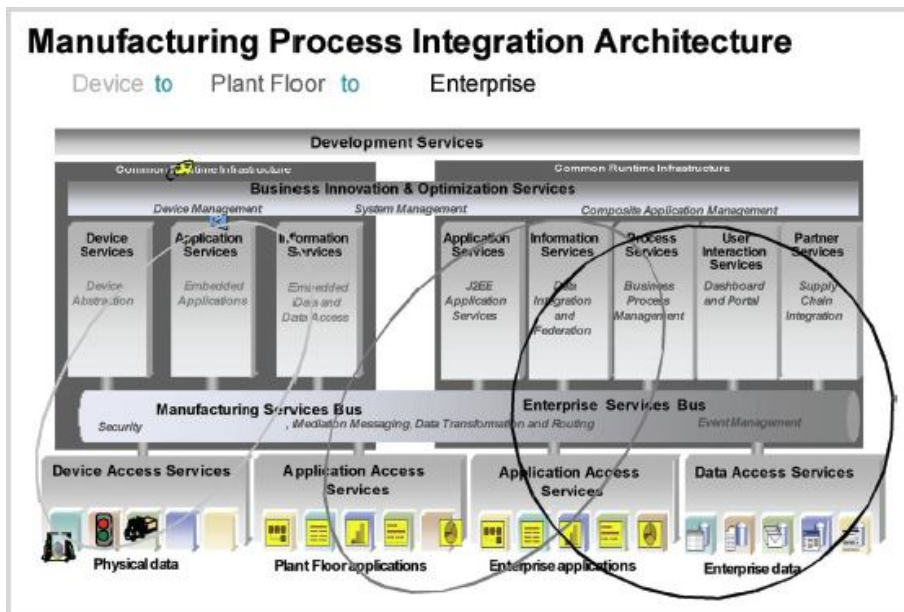 Manufacturing Process Integration Architecture
Device to Plant Floor to Enterprise
Development Services
Common Runtime Infrastructure
Common Runtime Infrastructure
Business Innovation & Optimization Services
Device Management
System Management
Composite Application Management
Device
Services
Device
Abstraction
Application
Services
Embedded
Applications
Information
Services
Embedded
Data and
Data Access
Application
Services
J2EE
Application
Services
Information
Services
Data
Integration
and
Federation
Process
Services
Business
Process
Management
User
Interaction
Services
Dashboard
and Portal
Partner
Services
Supply
Chain
Integration
Manufacturing Services Bus
Enterprise Services Bus
Security
, Mediation Messaging, Data Transformation and Routing
Event Management
Device Access Services
Physical data
Application Access
Services
Plant Floor applications
Application Access
Services
Enterprise applications
Data Access Services
Enterprise data